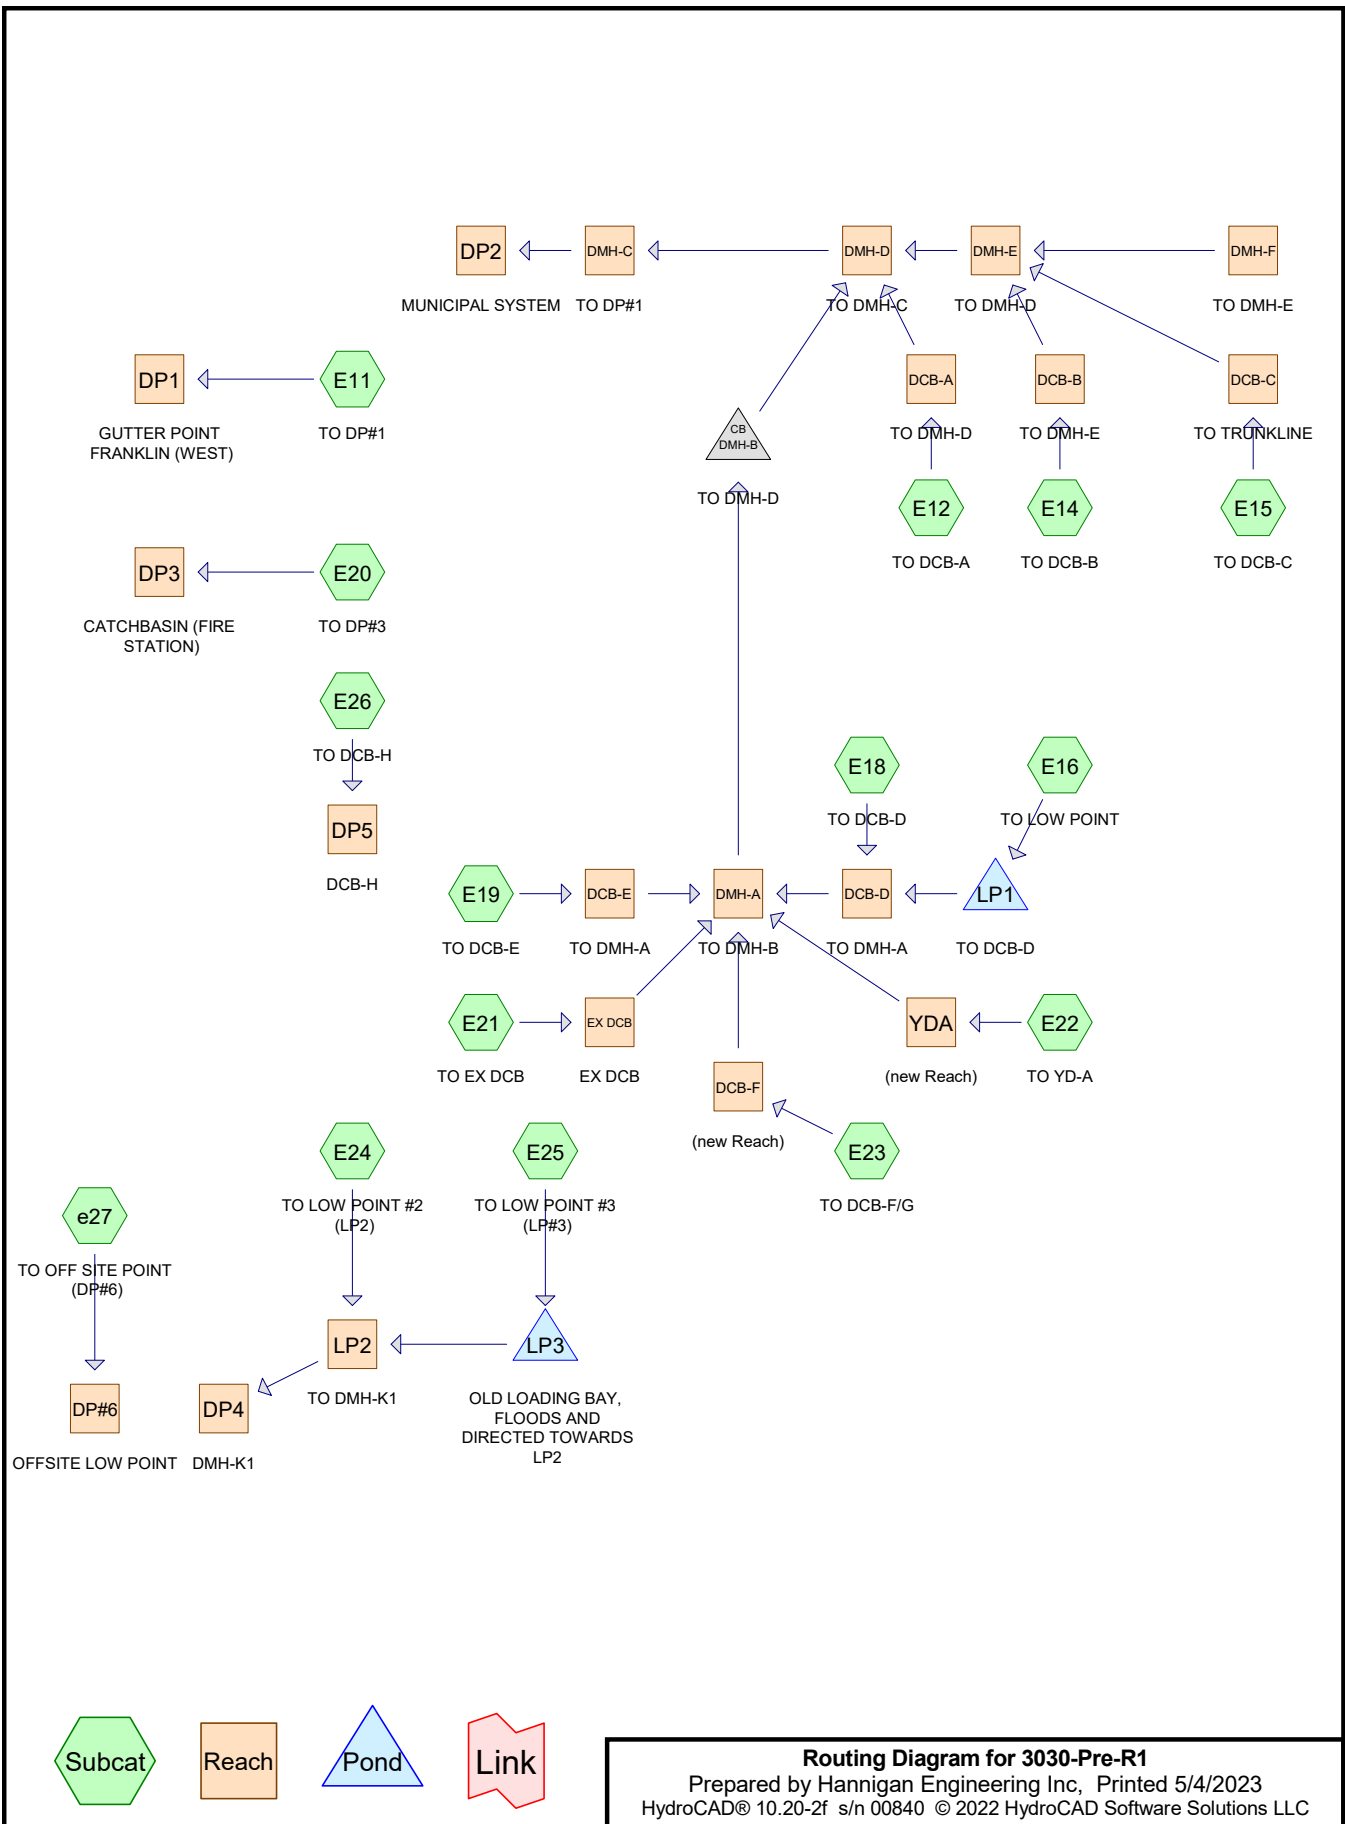 DP2
DMH-C
DMH-D
DMH-E
DMH-F
MUNICIPAL SYSTEM
TO DP#1
TO DMH-C
TO DMH-D
TO DMH-E
DP1
E11
DCB-A
DCB-B
DCB-C
GUTTER POINT
FRANKLIN (WEST)
TO DP#1
CB
DMH-B
TO DMH-D
TO DMH-E
TO TRUNKLINE
TO DMH-D
E12
E14
E15
TO DCB-A
TO DCB-B
TO DCB-C
DP3
E20
CATCHBASIN (FIRE
STATION)
TO DP#3
E26
TO DCB-H
DP5
DCB-H
E18
E16
TO DCB-D
TO LOW POINT
E19
DCB-E
DMH-A
DCB-D
LP1
TO DCB-E
TO DMH-A
TO DMH-B
TO DMH-A
TO DCB-D
E21
EX DCB
YDA
E22
TO EX DCB
EX DCB
(new Reach)
TO YD-A
DCB-F
(new Reach)
E23
TO DCB-F/G
E24
E25
TO LOW POINT #2
(LP2)
TO LOW POINT #3
(LP#3)
e27
TO OFF SITE POINT
(DP#6)
LP2
LP3
TO DMH-K1
OLD LOADING BAY,
FLOODS AND
DIRECTED TOWARDS
LP2
DP#6
DP4
OFFSITE LOW POINT
DMH-K1
Subcat
Reach
Pond
Link
Routing Diagram for 3030-Pre-R1
Prepared by Hannigan Engineering Inc, Printed 5/4/2023
HydroCAD® 10.20-2f s/n 00840 © 2022 HydroCAD Software Solutions LLC